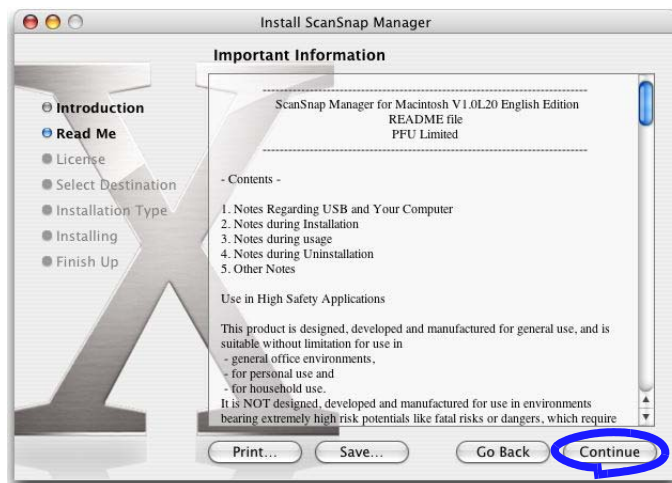 Install ScanSnap Manager
Important Information
Introduction
Read Me
License
Select Destination
Installation Type
Installing
Finish Up
ScanSnap Manager for Macintosh V1.0L20 English Edition
README file
PFU Limited
- Contents -
1. Notes Regarding USB and Your Computer
2. Notes during Installation
3. Notes during usage
4. Notes during Uninstallation
5. Other Notes
Use in High Safety Applications
This product is designed, developed and manufactured for general use, and is
suitable without limitation for use in
- general office environments,
- for personal use and
- for household use.
It is NOT designed, developed and manufactured for use in environments
bearing extremely high risk potentials like fatal risks or dangers, which require
Print...
Save...
Go Back
Continue